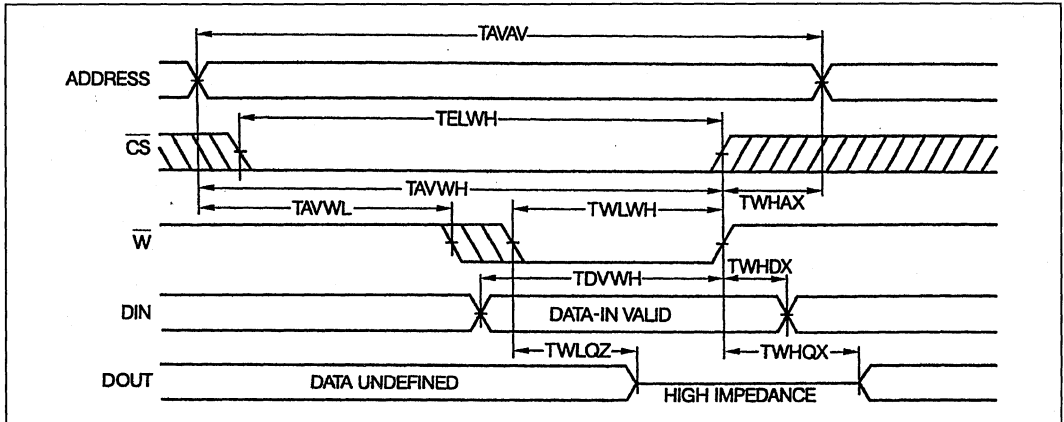 TAVAV
ADDRESS
TELWH
CS
TAVWH
TWHAX
TAVWL
TWLWH
W
TWHDX
TDVWH
DIN
DATA-IN VALID
TWLQZ
TWHQX
DOUT
DATA UNDEFINED
HIGH IMPEDANCE